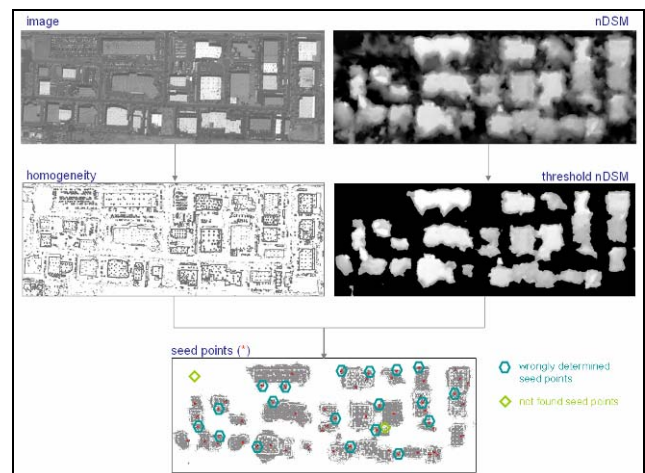 image
nDSM
homogeneity
threshold nDSM
seed points (*)
wrongly determined
seed points
not found seed points